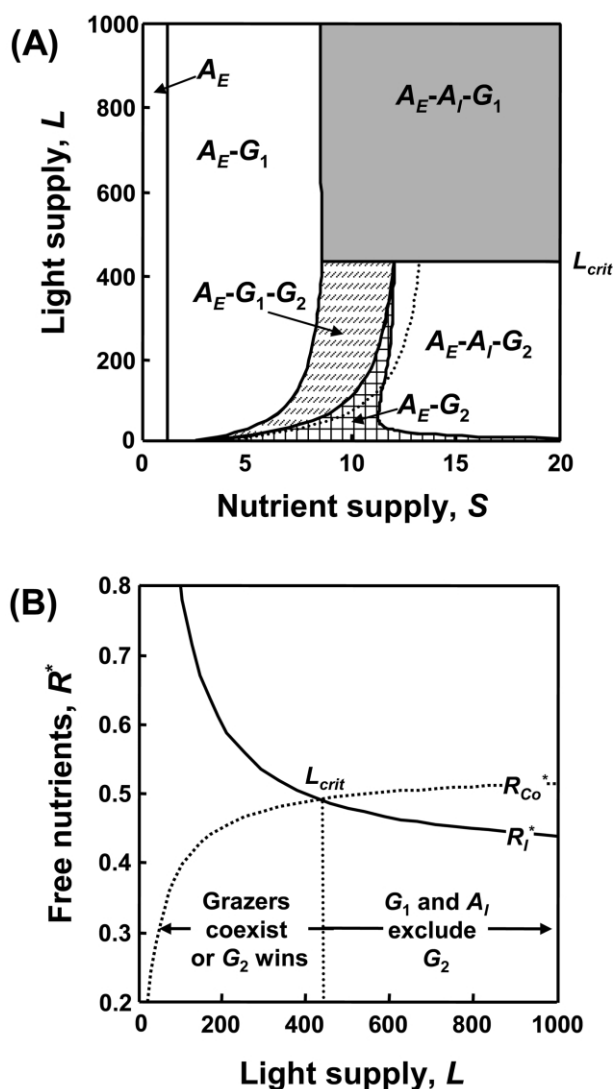 (A)
1000
800
600
400
200
0
Light supply, L
A_E
A_E-G_1
A_E-A_I-G_1
L_crit
A_E-G_1-G_2
A_E-A_I-G_2
A_E-G_2
0
5
10
15
20
Nutrient supply, S
(B)
0.8
0.7
0.6
0.5
0.4
0.3
0.2
Free nutrients, R*
L_crit
R_Co*
R_I*
Grazers
coexist
or G_2 wins
G_1 and A_I
exclude
G_2
0
200
400
600
800
1000
Light supply, L